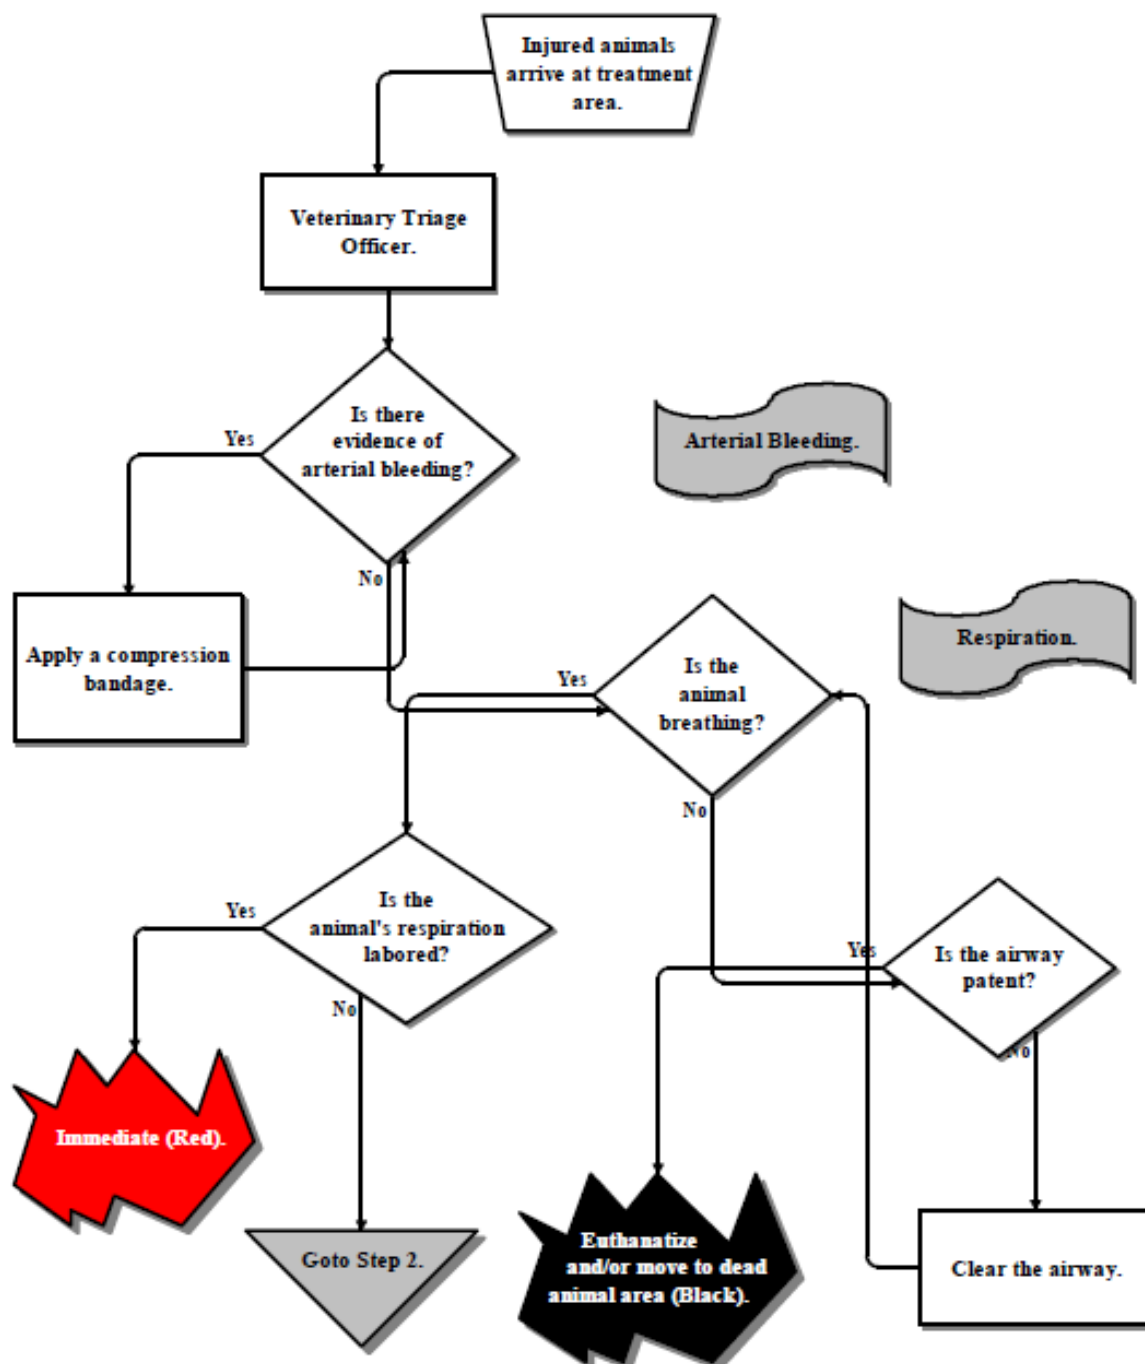 Injured animals
arrive at treatment
area.
Veterinary Triage
Officer.
Is there
evidence of
arterial bleeding?
Yes
No
Arterial Bleeding.
Apply a compression
bandage.
Respiration.
Is the
animal
breathing?
Yes
No
Is the
animal's respiration
labored?
Yes
No
Is the airway
patent?
Yes
No
Immediate (Red).
Goto Step 2.
Euthanatize
and/or move to dead
animal area (Black).
Clear the airway.